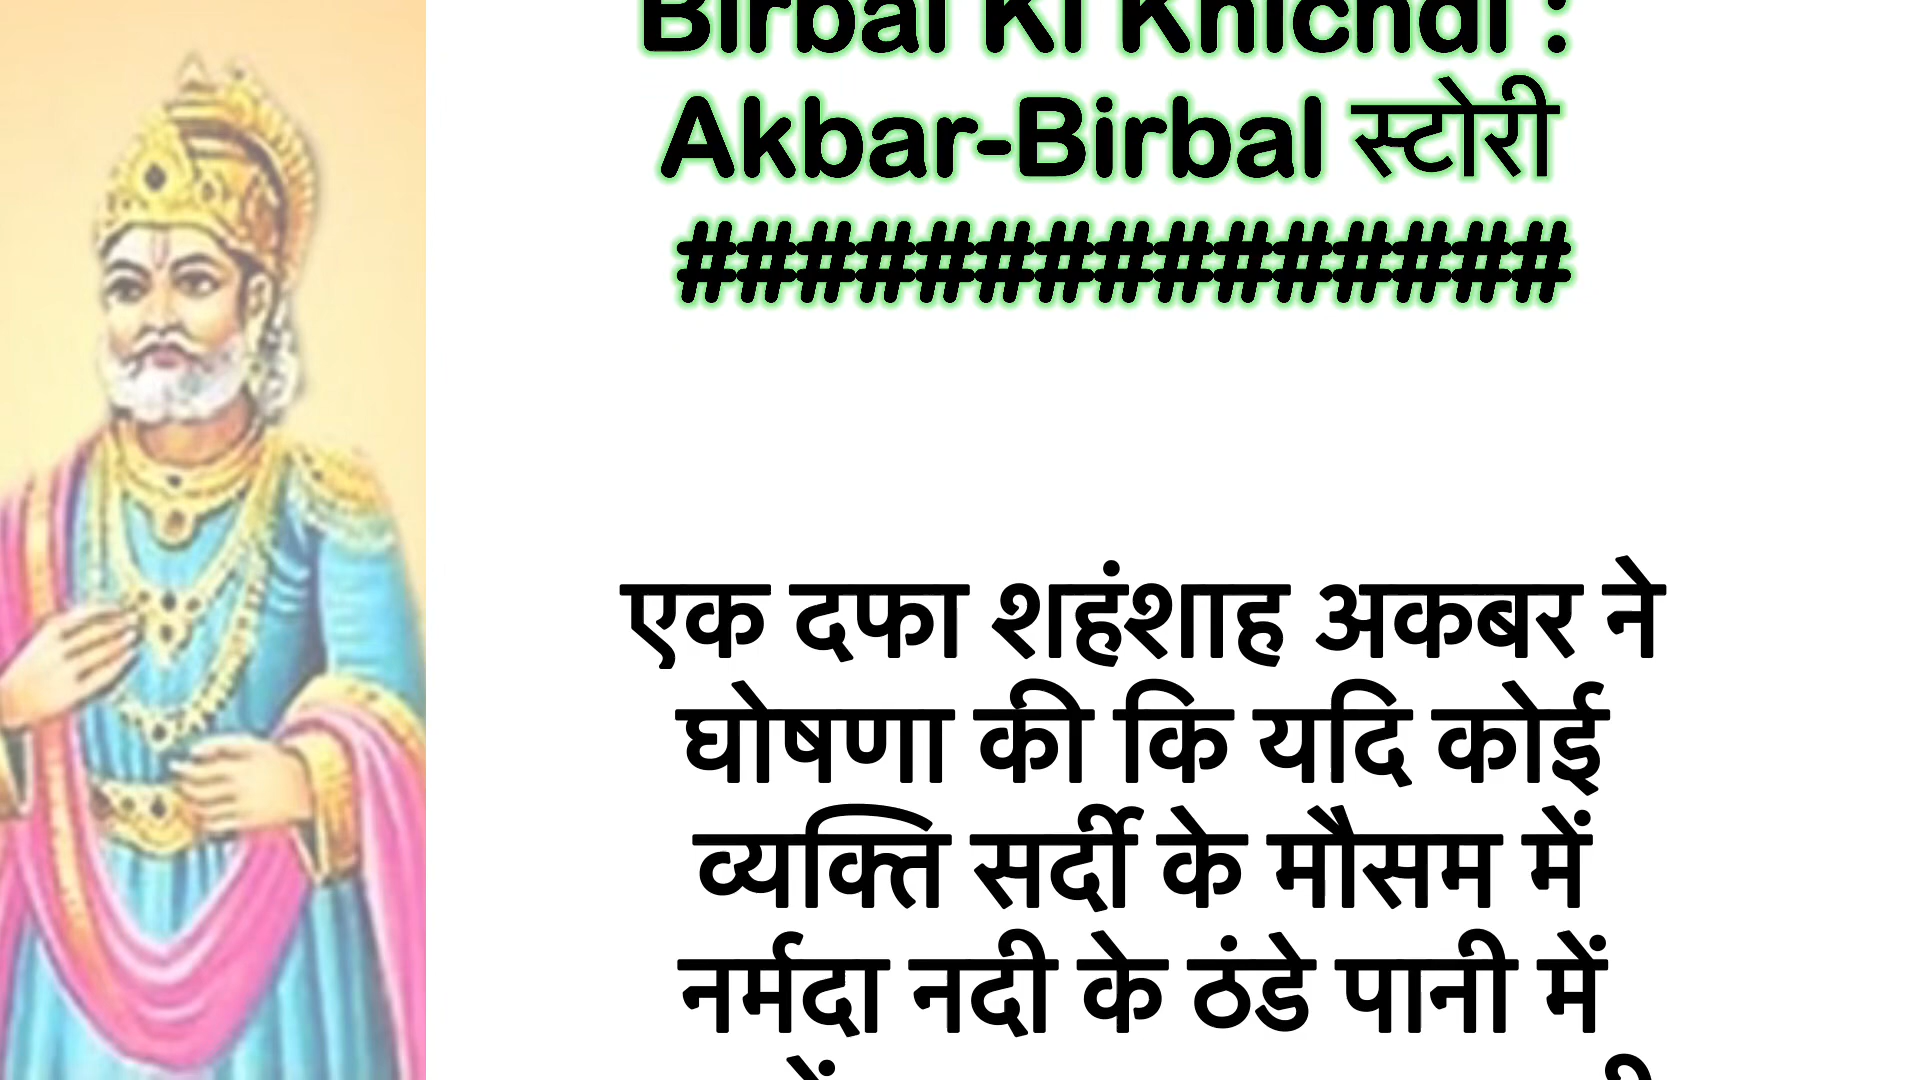 Birbal Ki Khichdi :
Akbar-Birbal स्टोरी
###############
एक दफा शहंशाह अकबर ने
घोषणा की कि यदि कोई
व्यक्ति सर्दी के मौसम में
नर्मदा नदी के ठंडे पानी में